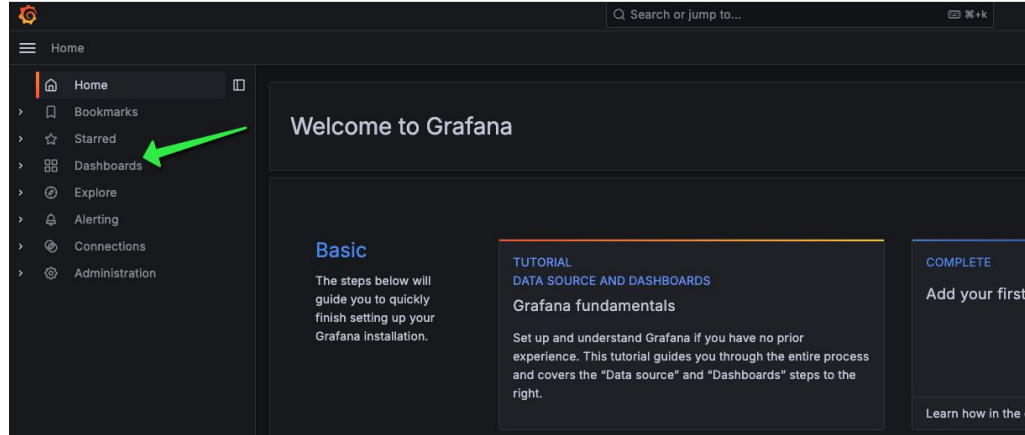 Search or jump to...
⌘+k
Home
Home
Bookmarks
Starred
Dashboards
Explore
Alerting
Connections
Administration
Welcome to Grafana
Basic
The steps below will
guide you to quickly
finish setting up your
Grafana installation.
TUTORIAL
DATA SOURCE AND DASHBOARDS
Grafana fundamentals
Set up and understand Grafana if you have no prior
experience. This tutorial guides you through the entire process
and covers the “Data source” and “Dashboards” steps to the
right.
COMPLETE
Add your first
Learn how in the